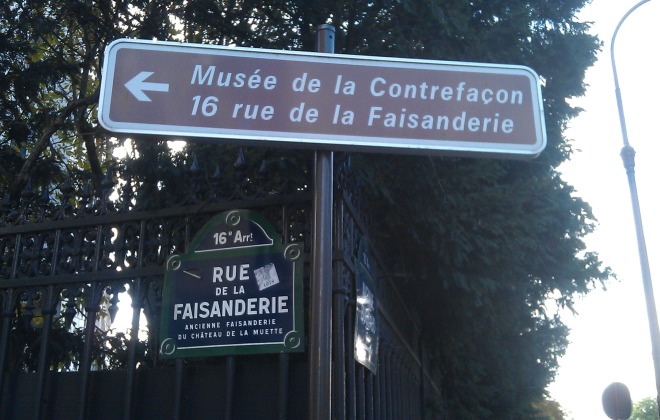 Musée de la Contrefaçon
16 rue de la Faisanderie
16e Arrt
RUE
DE LA
FAISANDERIE
ANCIENNE FAISANDERIE
DU CHÂTEAU DE LA MUETTE